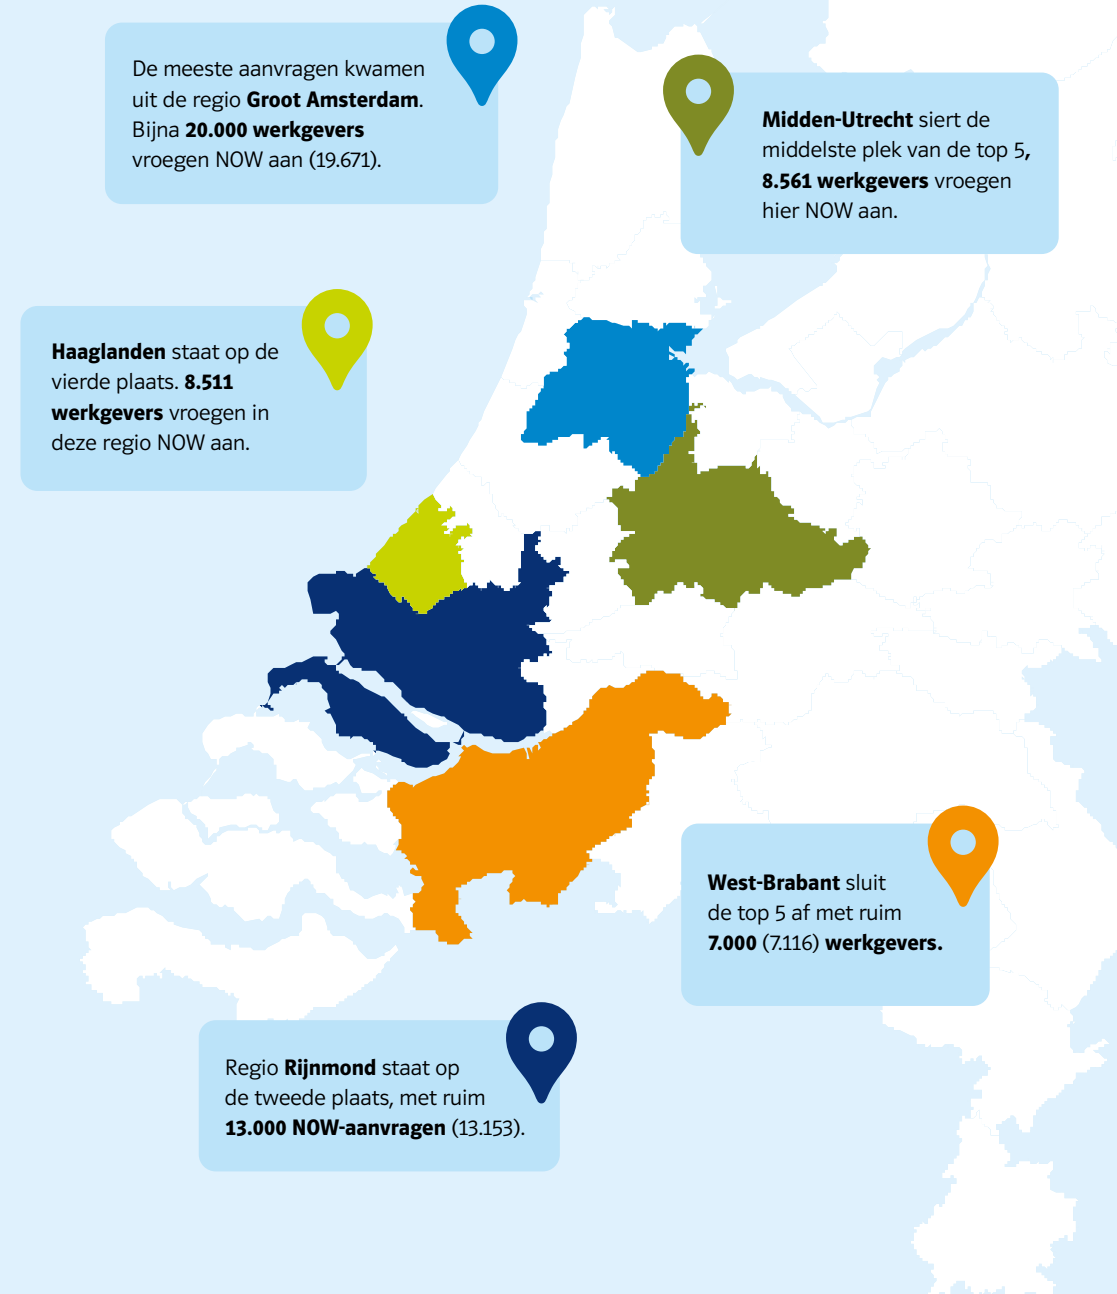 De meeste aanvragen kwamen
uit de regio Groot Amsterdam.
Bijna 20.000 werkgevers
vroegen NOW aan (19.671).
Midden-Utrecht siert de
middelste plek van de top 5,
8.561 werkgevers vroegen
hier NOW aan.
Haaglanden staat op de
vierde plaats. 8.511
werkgevers vroegen in
deze regio NOW aan.
West-Brabant sluit
de top 5 af met ruim
7.000 (7.116) werkgevers.
Regio Rijnmond staat op
de tweede plaats, met ruim
13.000 NOW-aanvragen (13.153).